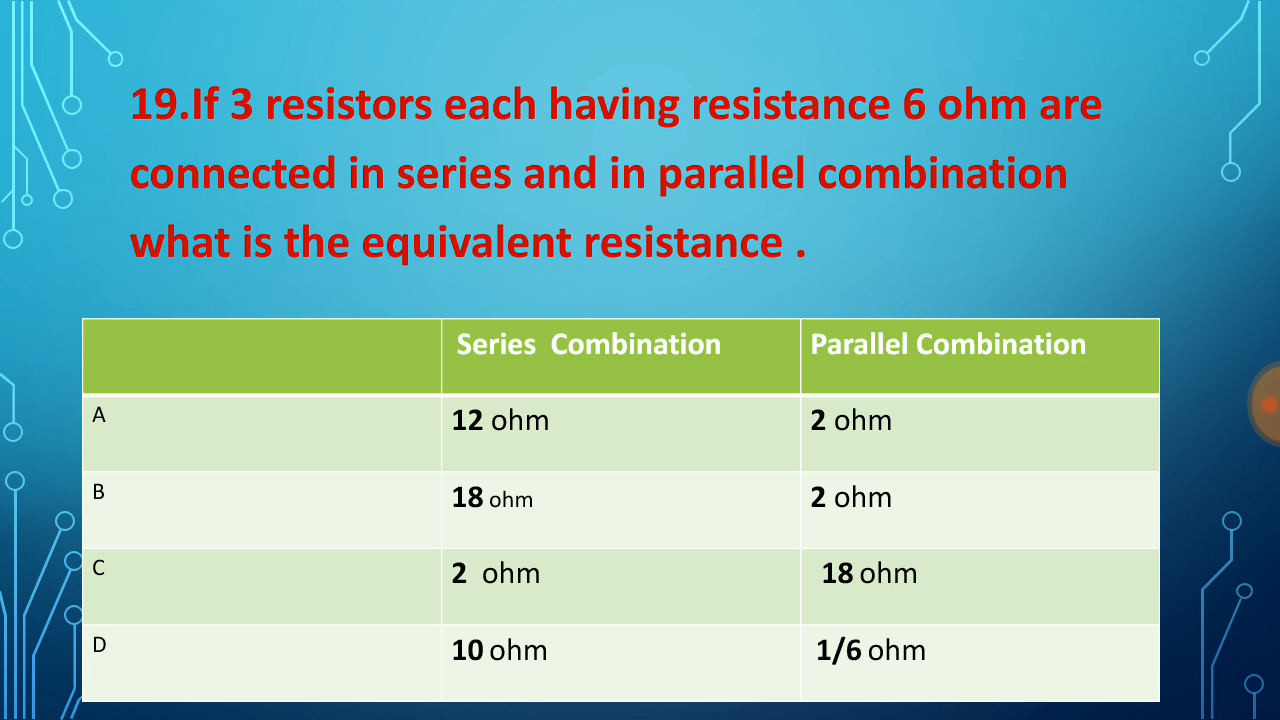 19.If 3 resistors each having resistance 6 ohm are
connected in series and in parallel combination
what is the equivalent resistance .
Series  Combination Parallel Combination
A 12 ohm 2 ohm
B 18 ohm 2 ohm
C 2  ohm 18 ohm
D 10 ohm 1/6 ohm